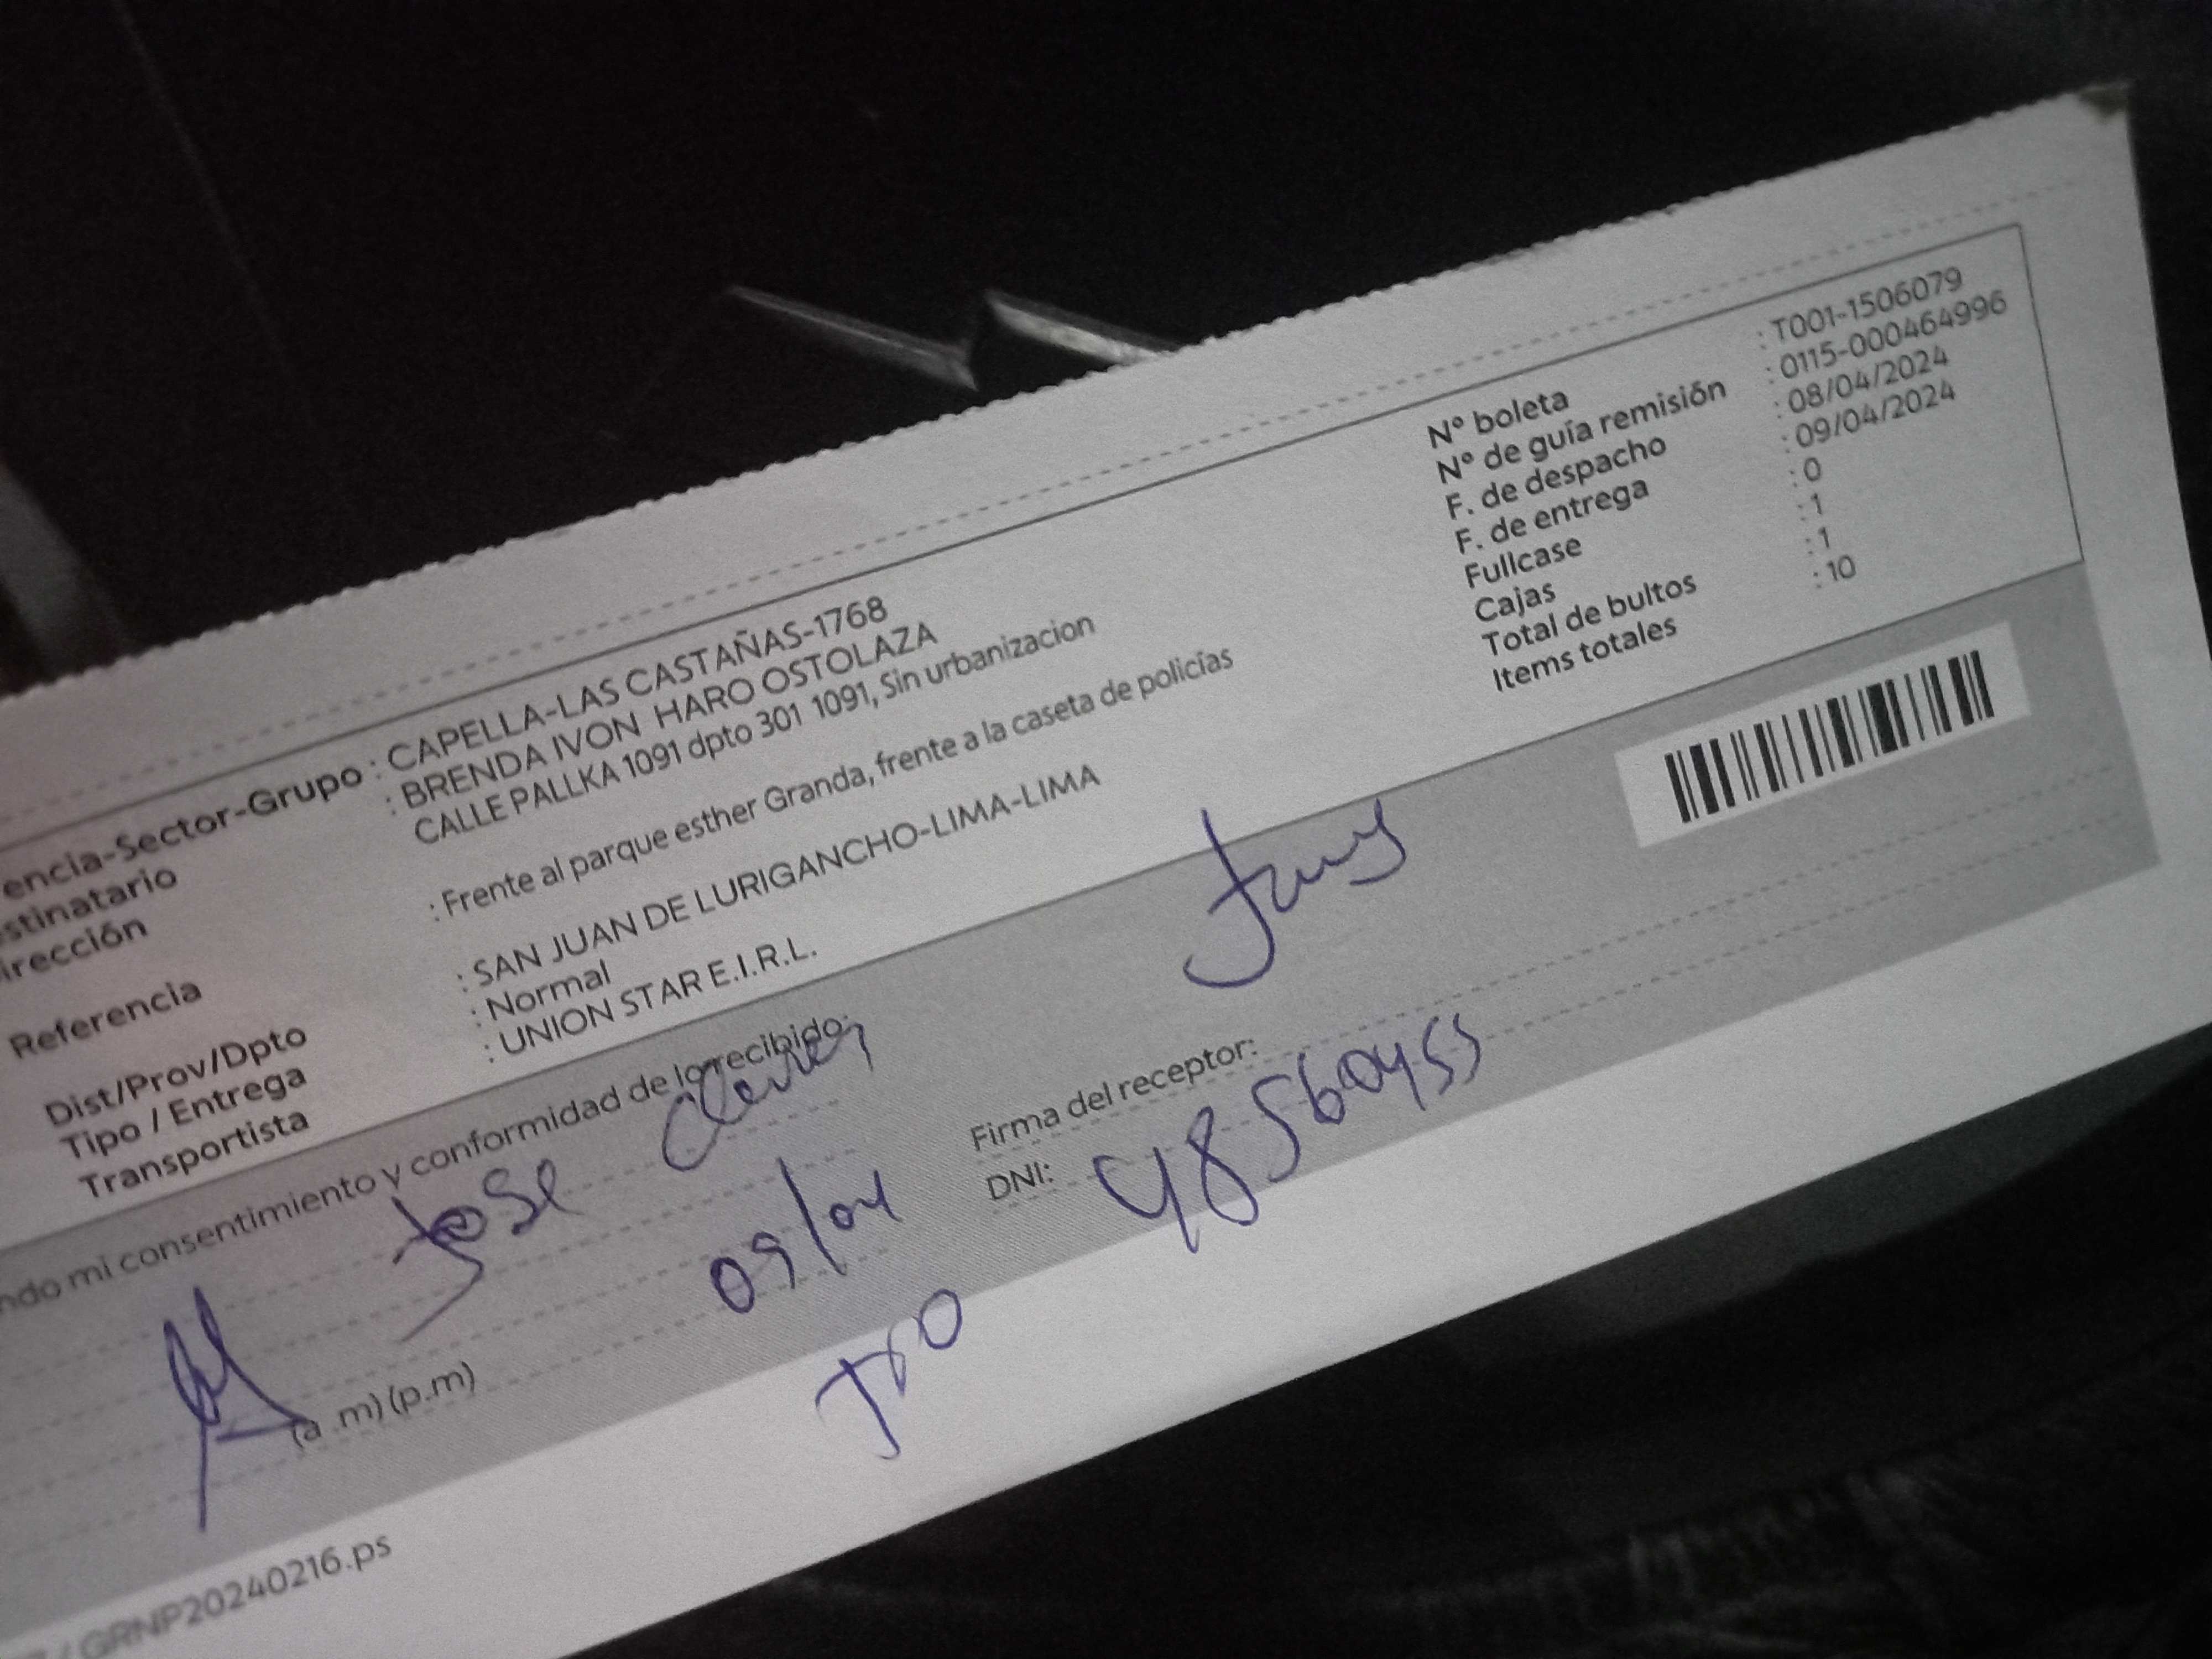 encia-Sector-Grupo : CAPELLA-LAS CASTAÑAS-1768
stinatario : BRENDA IVON HARO OSTOLAZA
irección CALLE PALLKA 1091 dpto 301 1091, Sin urbanizacion
Referencia : Frente al parque esther Granda, frente a la caseta de policías
Dist/Prov/Dpto : SAN JUAN DE LURIGANCHO-LIMA-LIMA
Tipo / Entrega : Normal
Transportista : UNION STAR E.I.R.L.
Nº boleta : T001-1506079
Nº de guía remisión : 0115-000464996
F. de despacho : 08/04/2024
F. de entrega : 09/04/2024
Fullcase : 0
Cajas : 1
Total de bultos : 1
Items totales : 10
ndo mi consentimiento y conformidad de lo recibido:
Jose
09/04
(a .m) (p.m)
Firma del receptor:
DNI: 48560455
/ GRNP20240216.ps